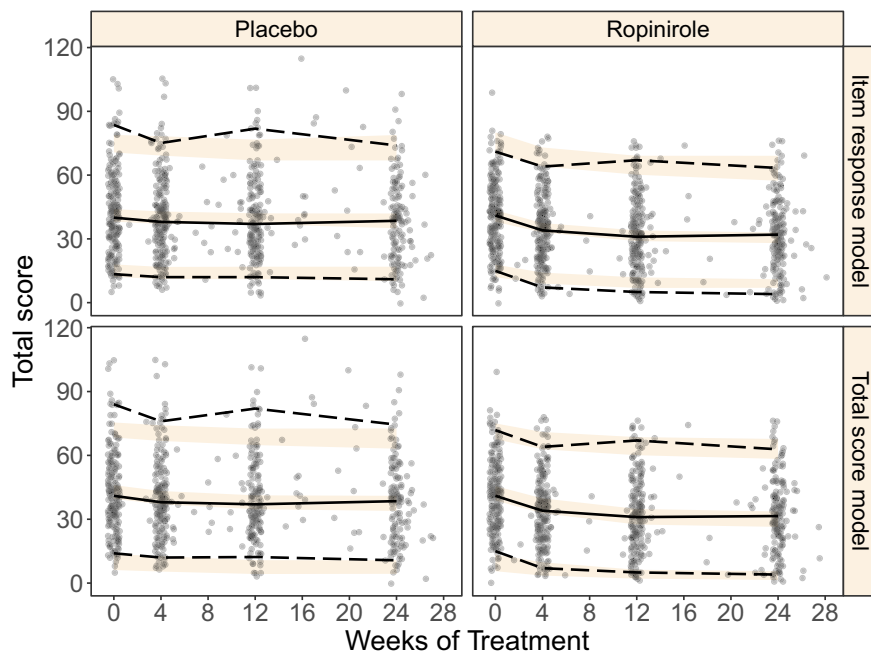 Placebo
Ropinirole
Total score
120
90
60
30
0
Item response model
120
90
60
30
0
Total score model
0 4 8 12 16 20 24 28
0 4 8 12 16 20 24 28
Weeks of Treatment